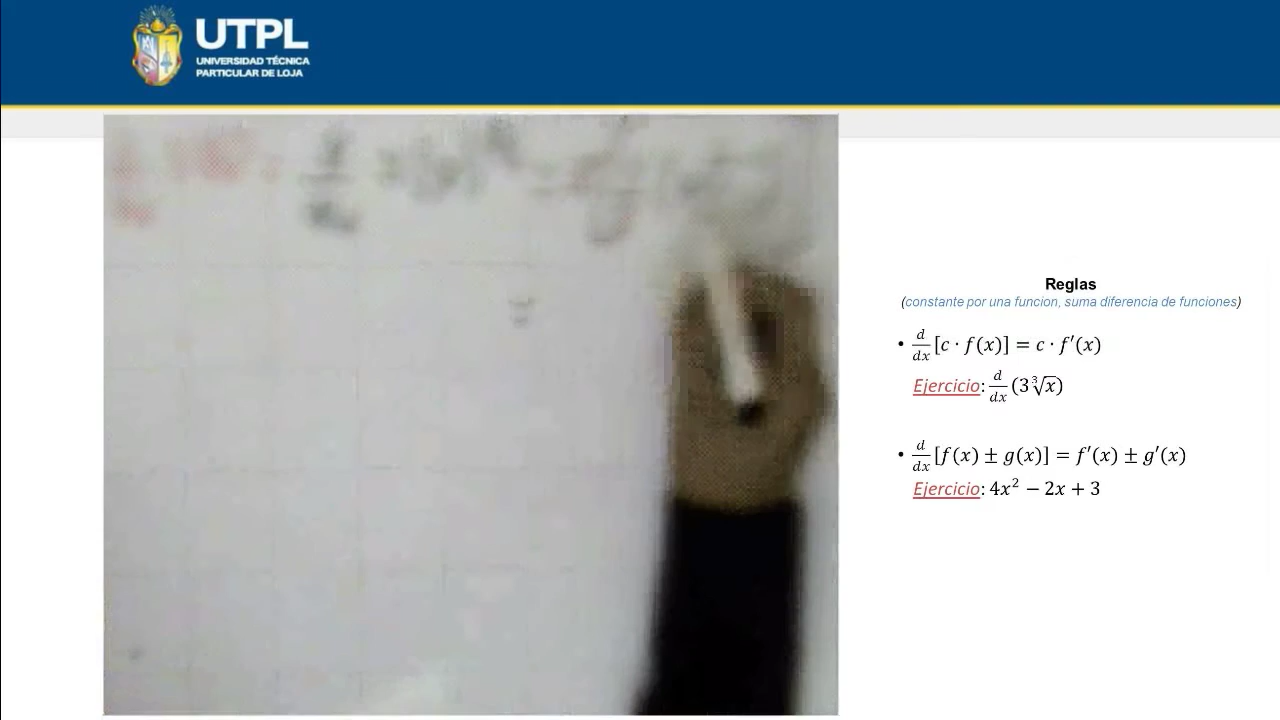 UTPL
UNIVERSIDAD TÉCNICA
PARTICULAR DE LOJA
Reglas
(constante por una funcion, suma diferencia de funciones)
• d/dx [c · f(x)] = c · f′(x)
Ejercicio: d/dx (3∛x)
• d/dx [f(x) ± g(x)] = f′(x) ± g′(x)
Ejercicio: 4x² − 2x + 3